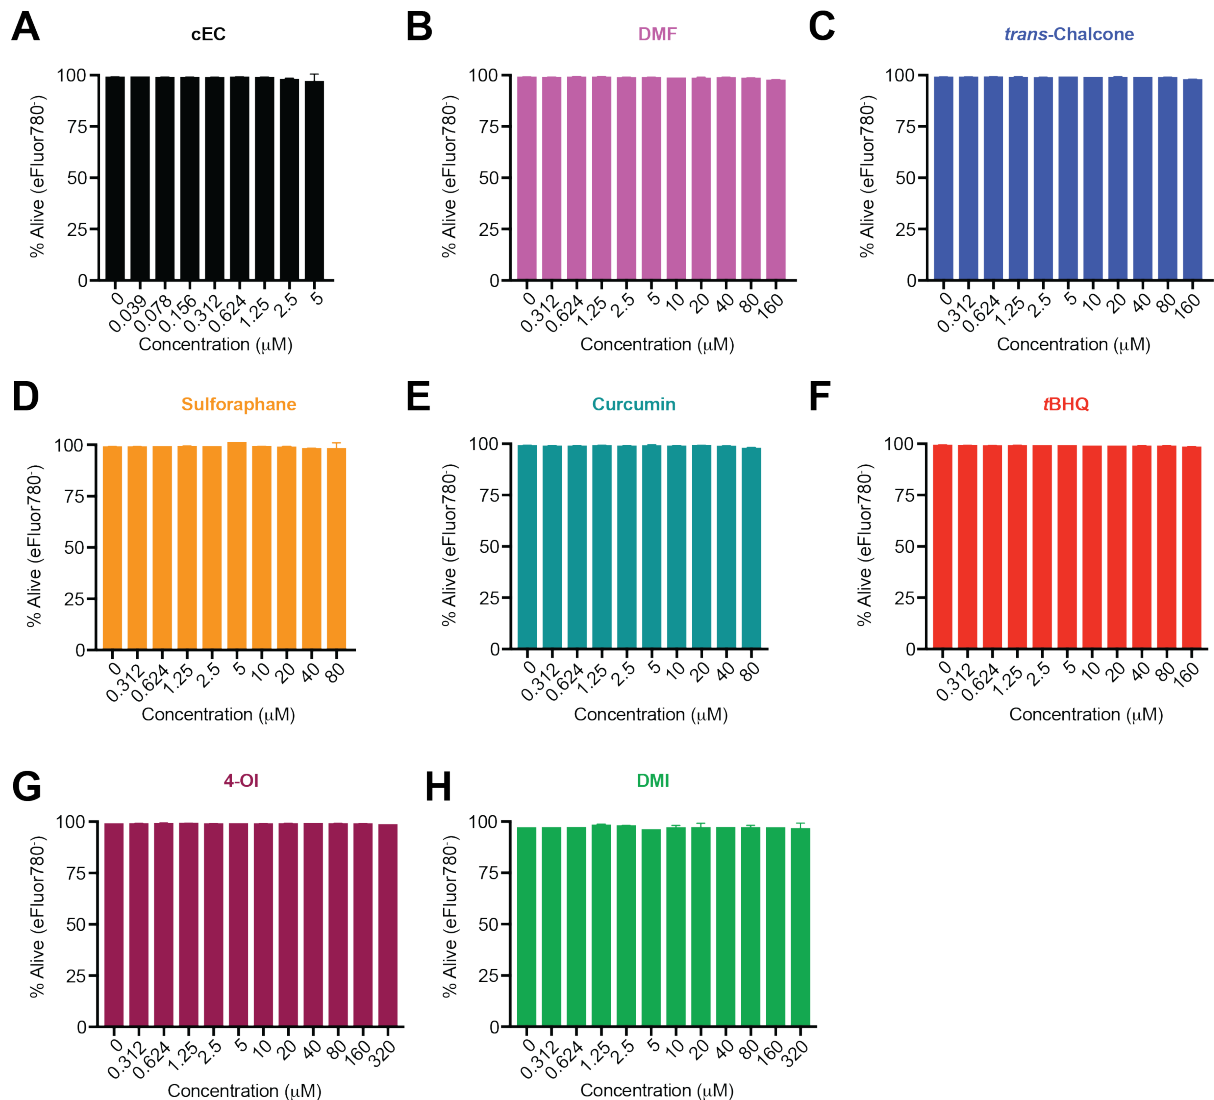 A
cEC
% Alive (eFluor780-)
100
75
50
25
0
0 0.039 0.078 0.156 0.312 0.624 1.25 2.5 5
Concentration (μM)
B
DMF
% Alive (eFluor780-)
100
75
50
25
0
0 0.312 0.624 1.25 2.5 5 10 20 40 80 160
Concentration (μM)
C
trans-Chalcone
% Alive (eFluor780-)
100
75
50
25
0
0 0.312 0.624 1.25 2.5 5 10 20 40 80 160
Concentration (μM)
D
Sulforaphane
% Alive (eFluor780-)
100
75
50
25
0
0 0.312 0.624 1.25 2.5 5 10 20 40 80
Concentration (μM)
E
Curcumin
% Alive (eFluor780-)
100
75
50
25
0
0 0.312 0.624 1.25 2.5 5 10 20 40 80
Concentration (μM)
F
tBHQ
% Alive (eFluor780-)
100
75
50
25
0
0 0.312 0.624 1.25 2.5 5 10 20 40 80 160
Concentration (μM)
G
4-OI
% Alive (eFluor780-)
100
75
50
25
0
0 0.312 0.624 1.25 2.5 5 10 20 40 80 160 320
Concentration (μM)
H
DMI
% Alive (eFluor780-)
100
75
50
25
0
0 0.312 0.624 1.25 2.5 5 10 20 40 80 160 320
Concentration (μM)